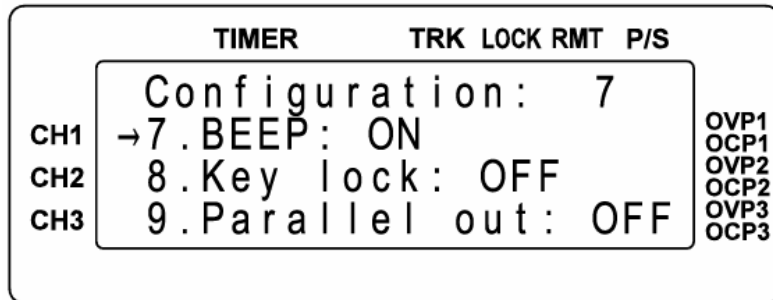 TIMER TRK LOCK RMT P/S
Configuration: 7
CH1 →7.BEEP: ON OVP1 OCP1
CH2 8.Key lock: OFF OVP2 OCP2
CH3 9.Parallel out: OFF OVP3 OCP3